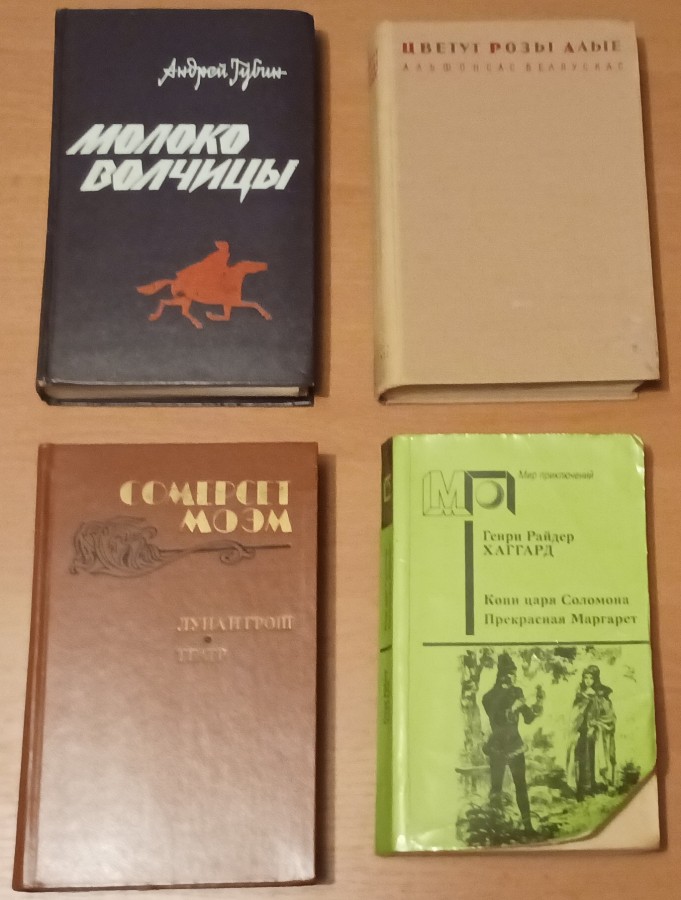 Андрей Губин
МОЛОКО
ВОЛЧИЦЫ
ЦВЕТУТ РОЗЫ АЛЫЕ
АЛЬФОНСАС БЕЛЯУСКАС
СОМЕРСЕТ
МОЭМ
ЛУНА И ГРОШ
ТЕАТР
МП
Мир приключений
Генри Райдер
ХАГГАРД
Копи царя Соломона
Прекрасная Маргарет